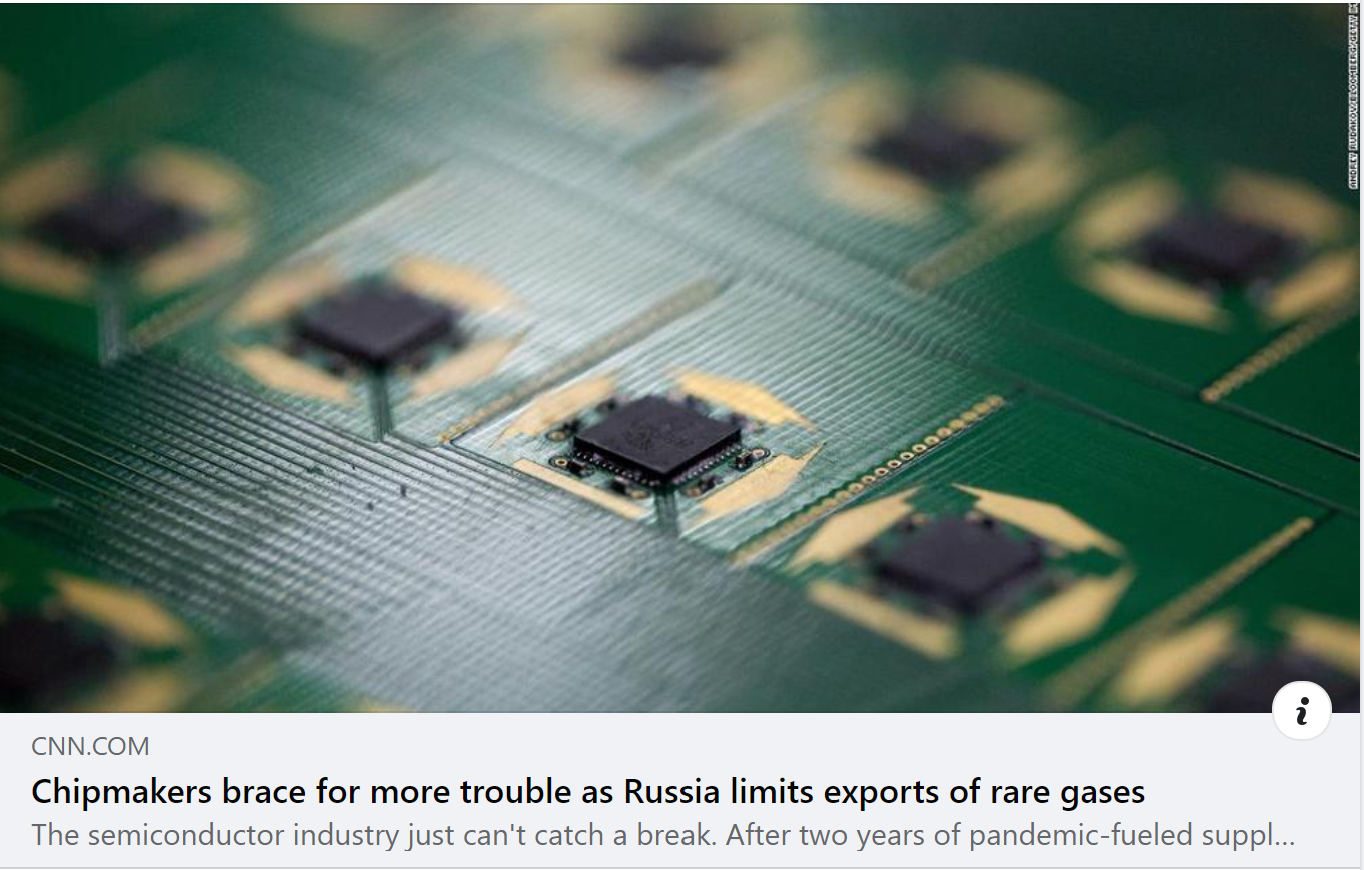 ANDREY RUDAKOV/BLOOMBERG/GETTY IM
CNN.COM
Chipmakers brace for more trouble as Russia limits exports of rare gases
The semiconductor industry just can't catch a break. After two years of pandemic-fueled suppl...